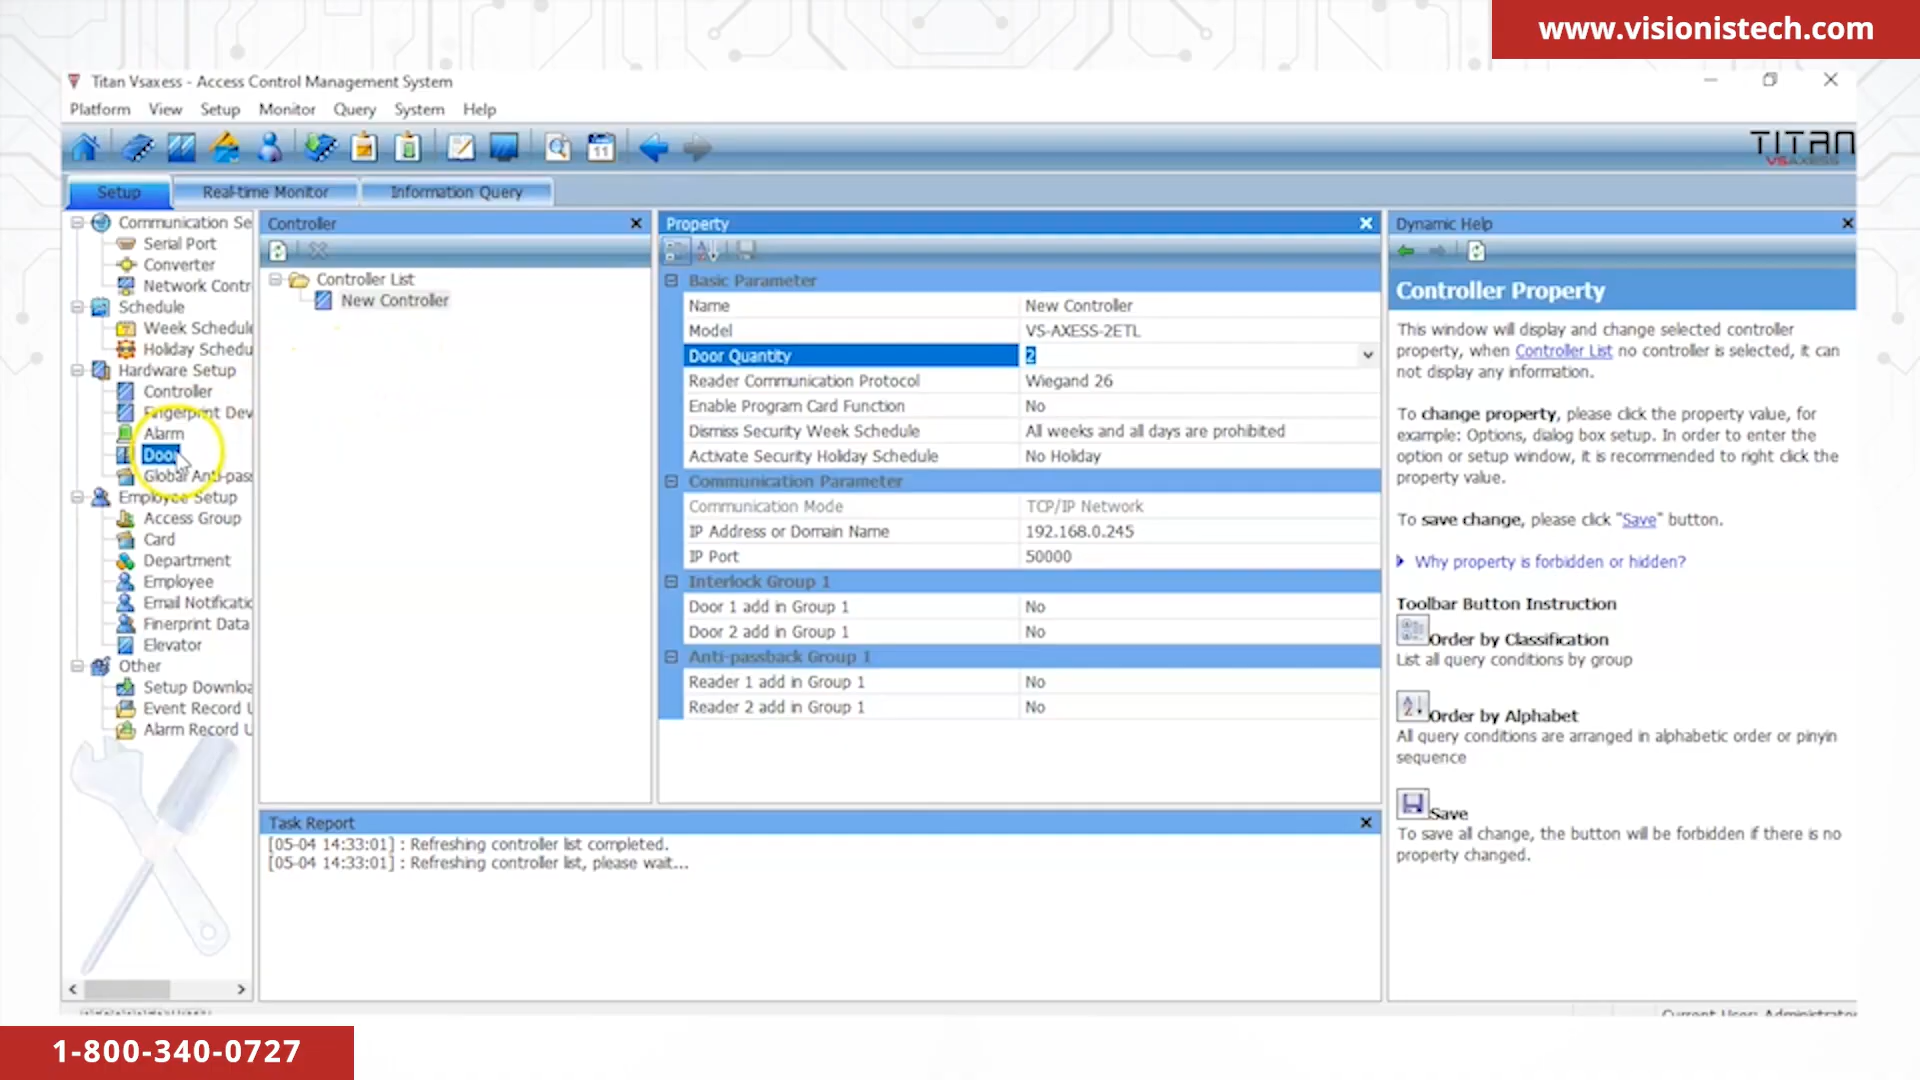 www.visionistech.com
Titan Vsaxess - Access Control Management System
Platform View Setup Monitor Query System Help
11
TITAN
VSAXESS
Setup Real-time Monitor Information Query
Communication Se
Serial Port
Converter
Network Contr
Schedule
Week Schedule
Holiday Schedu
Hardware Setup
Controller
Fingerprint Dev
Alarm
Door
Global Anti-pass
Employee Setup
Access Group
Card
Department
Employee
Email Notificatic
Finerprint Data
Elevator
Other
Setup Downloa
Event Record U
Alarm Record U
Controller
Controller List
New Controller
Property
Basic Parameter
Name New Controller
Model VS-AXESS-2ETL
Door Quantity 2
Reader Communication Protocol Wiegand 26
Enable Program Card Function No
Dismiss Security Week Schedule All weeks and all days are prohibited
Activate Security Holiday Schedule No Holiday
Communication Parameter
Communication Mode TCP/IP Network
IP Address or Domain Name 192.168.0.245
IP Port 50000
Interlock Group 1
Door 1 add in Group 1 No
Door 2 add in Group 1 No
Anti-passback Group 1
Reader 1 add in Group 1 No
Reader 2 add in Group 1 No
Task Report
[05-04 14:33:01] : Refreshing controller list completed.
[05-04 14:33:01] : Refreshing controller list, please wait...
Dynamic Help
Controller Property
This window will display and change selected controller
property, when Controller List no controller is selected, it can
not display any information.
To change property, please click the property value, for
example: Options, dialog box setup. In order to enter the
option or setup window, it is recommended to right click the
property value.
To save change, please click "Save" button.
Why property is forbidden or hidden?
Toolbar Button Instruction
Order by Classification
List all query conditions by group
Order by Alphabet
All query conditions are arranged in alphabetic order or pinyin
sequence
Save
To save all change, the button will be forbidden if there is no
property changed.
Current User: Administrator
1-800-340-0727